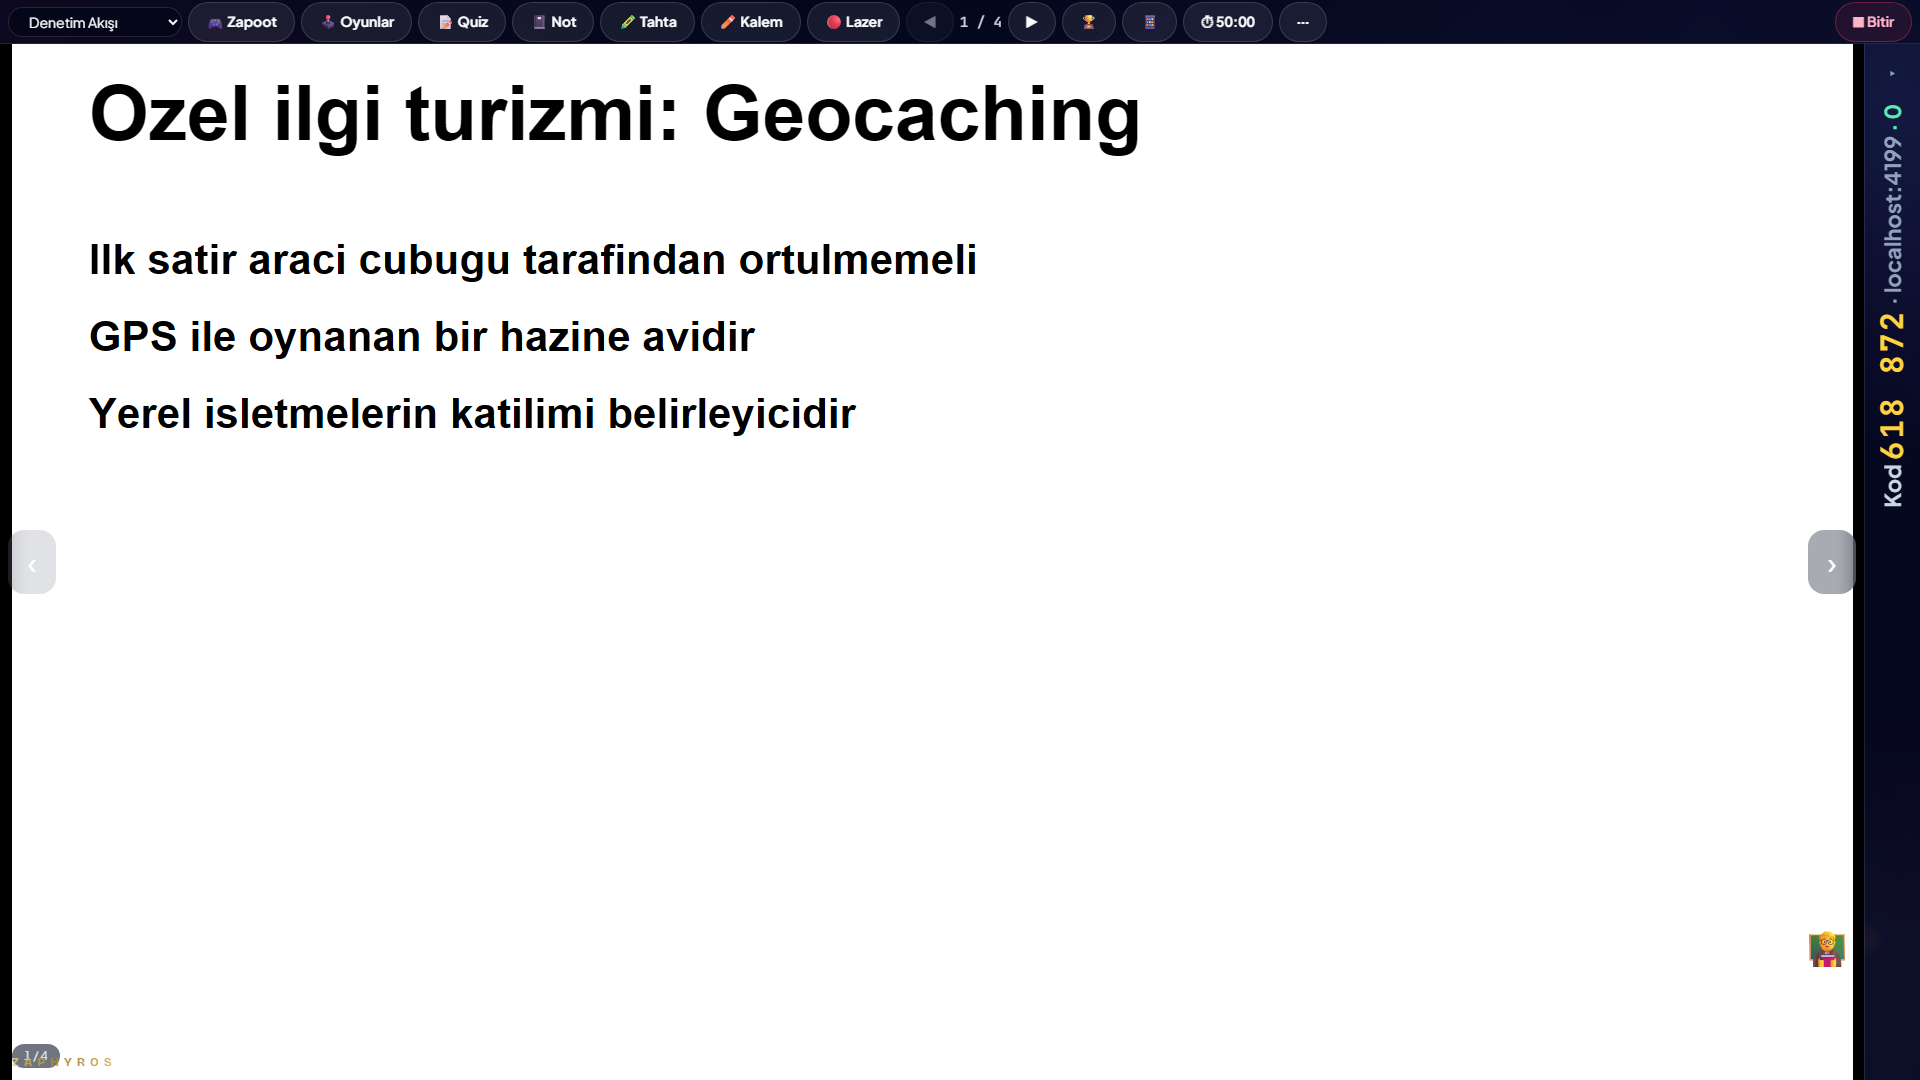 Denetim Akışı Zapoot Oyunlar Quiz Not Tahta Kalem Lazer 1 / 4 50:00 --- Bitir
Ozel ilgi turizmi: Geocaching
Ilk satir araci cubugu tarafindan ortulmemeli
GPS ile oynanan bir hazine avidir
Yerel isletmelerin katilimi belirleyicidir
Kod 618 872 · localhost:4199 · 0
1/4
ZAPHYROS